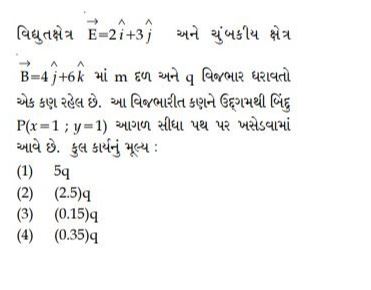 વિદ્યુતક્ષેત્ર $\overrightarrow{E}=2\hat{i}+3\hat{j}$ અને ચુંબકીય ક્ષેત્ર
$\overrightarrow{B}=4\hat{j}+6\hat{k}$ માં m દળ અને q વિજભાર ધરાવતો
એક કણ રહેલ છે. આ વિજભારીત કણને ઉદ્દગમથી બિંદુ
P(x=1 ; y=1) આગળ સીધા પથ પર ખસેડવામાં
આવે છે. કુલ કાર્યનું મૂલ્ય :
(1) 5q
(2) (2.5)q
(3) (0.15)q
(4) (0.35)q